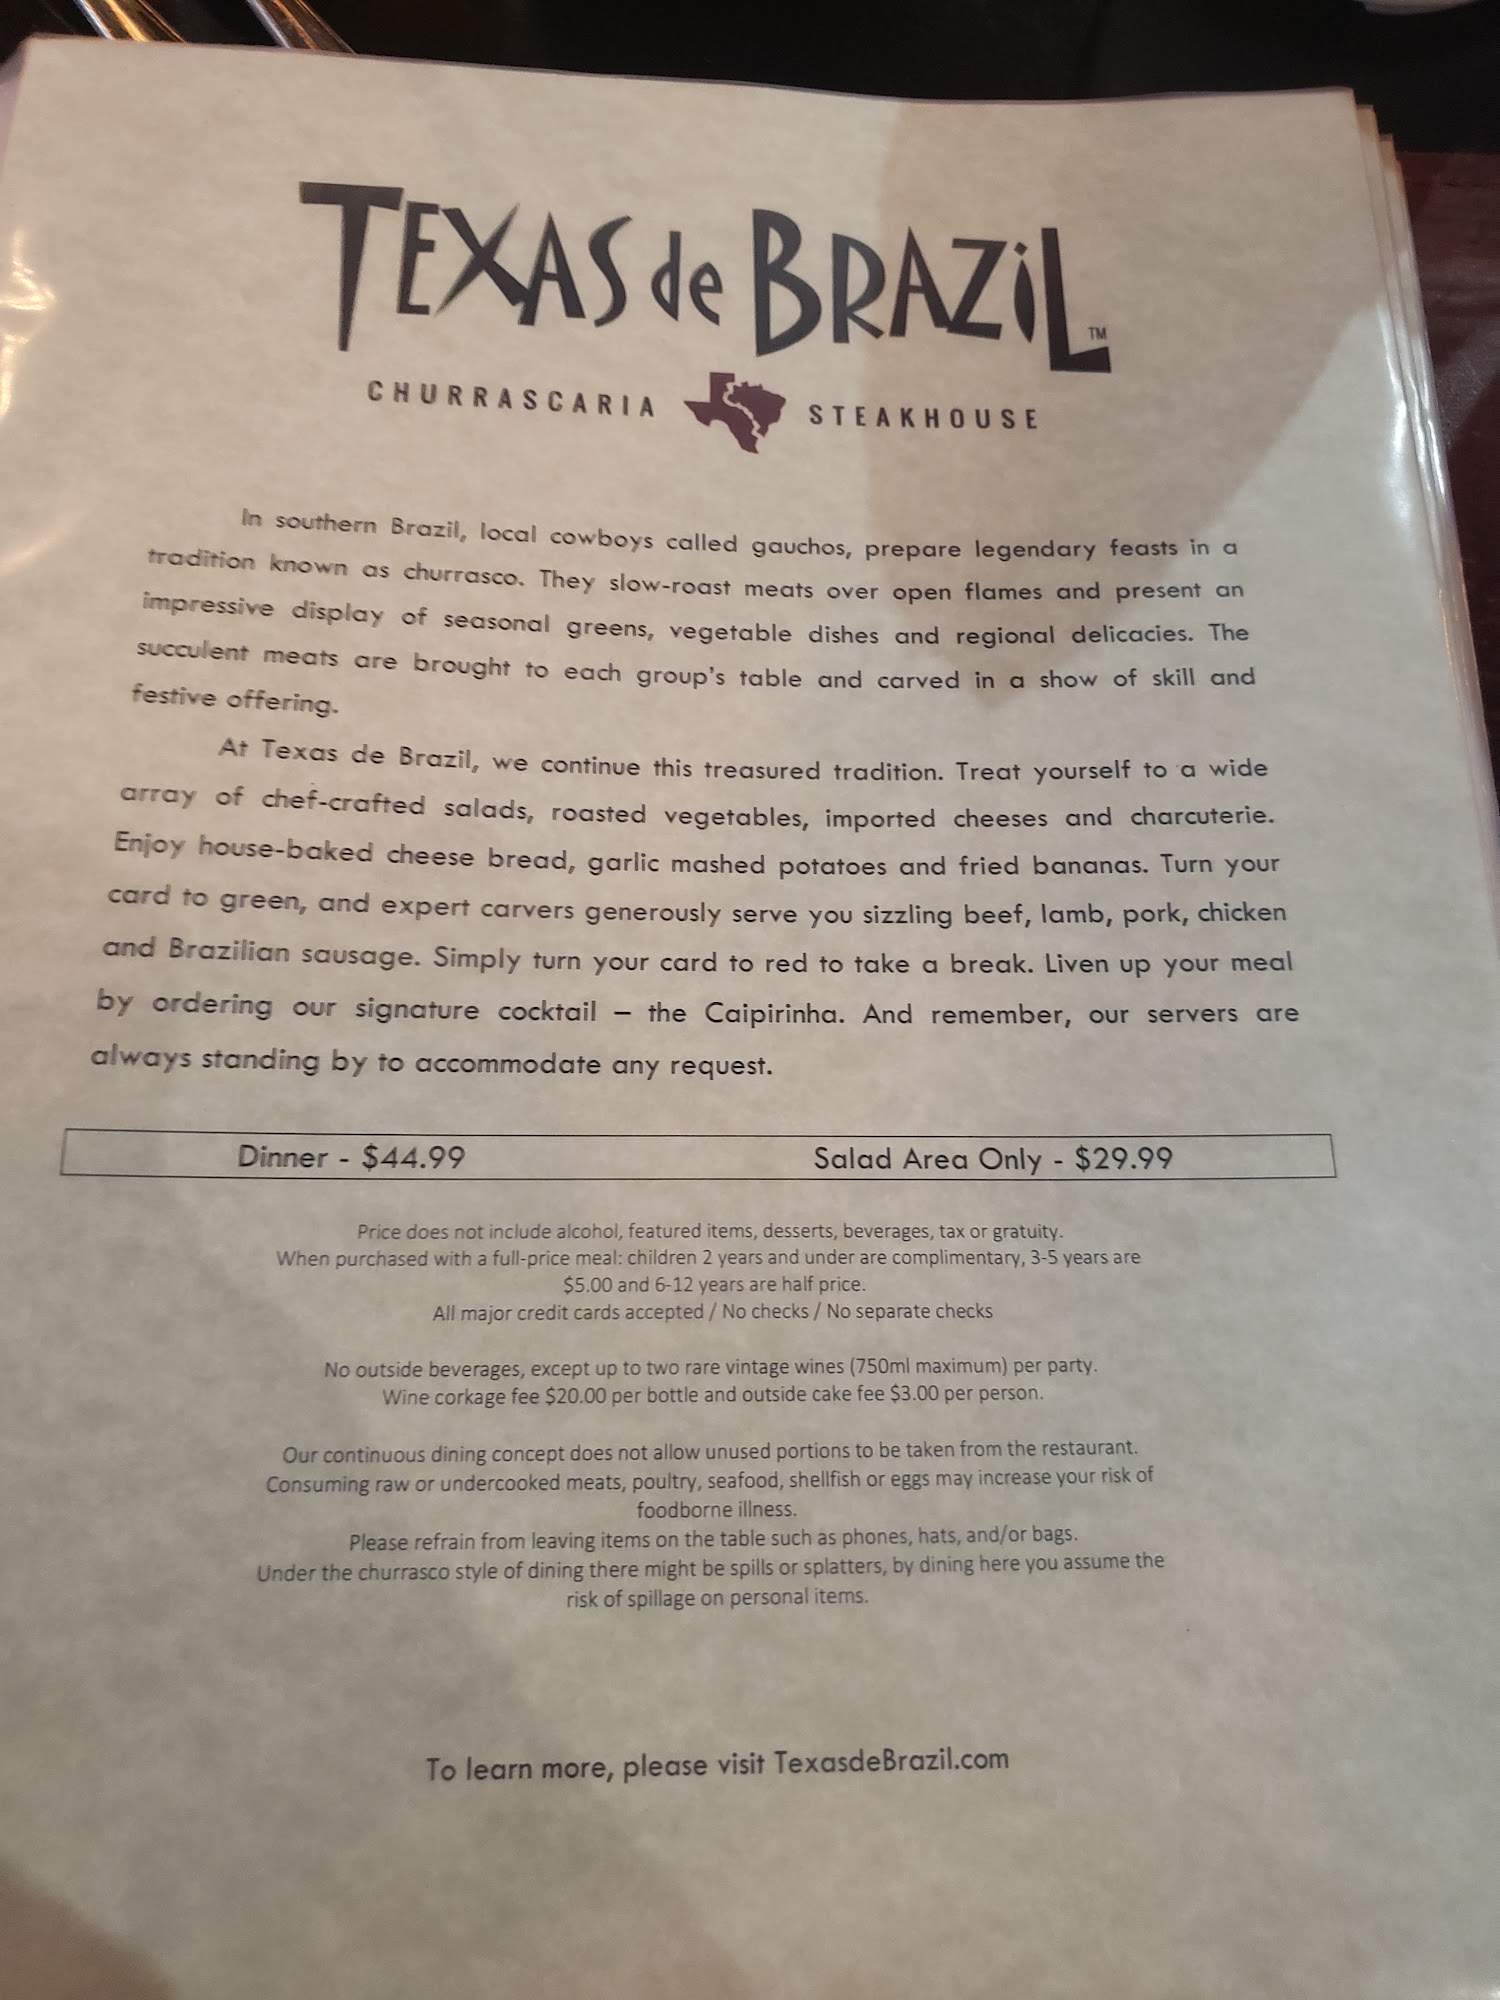 TEXAS de BRAZiL™
CHURRASCARIA STEAKHOUSE
In southern Brazil, local cowboys called gauchos, prepare legendary feasts in a
tradition known as churrasco. They slow-roast meats over open flames and present an
impressive display of seasonal greens, vegetable dishes and regional delicacies. The
succulent meats are brought to each group's table and carved in a show of skill and
festive offering.
At Texas de Brazil, we continue this treasured tradition. Treat yourself to a wide
array of chef-crafted salads, roasted vegetables, imported cheeses and charcuterie.
Enjoy house-baked cheese bread, garlic mashed potatoes and fried bananas. Turn your
card to green, and expert carvers generously serve you sizzling beef, lamb, pork, chicken
and Brazilian sausage. Simply turn your card to red to take a break. Liven up your meal
by ordering our signature cocktail – the Caipirinha. And remember, our servers are
always standing by to accommodate any request.
Dinner - $44.99 Salad Area Only - $29.99
Price does not include alcohol, featured items, desserts, beverages, tax or gratuity.
When purchased with a full-price meal: children 2 years and under are complimentary, 3-5 years are
$5.00 and 6-12 years are half price.
All major credit cards accepted / No checks / No separate checks
No outside beverages, except up to two rare vintage wines (750ml maximum) per party.
Wine corkage fee $20.00 per bottle and outside cake fee $3.00 per person.
Our continuous dining concept does not allow unused portions to be taken from the restaurant.
Consuming raw or undercooked meats, poultry, seafood, shellfish or eggs may increase your risk of
foodborne illness.
Please refrain from leaving items on the table such as phones, hats, and/or bags.
Under the churrasco style of dining there might be spills or splatters, by dining here you assume the
risk of spillage on personal items.
To learn more, please visit TexasdeBrazil.com